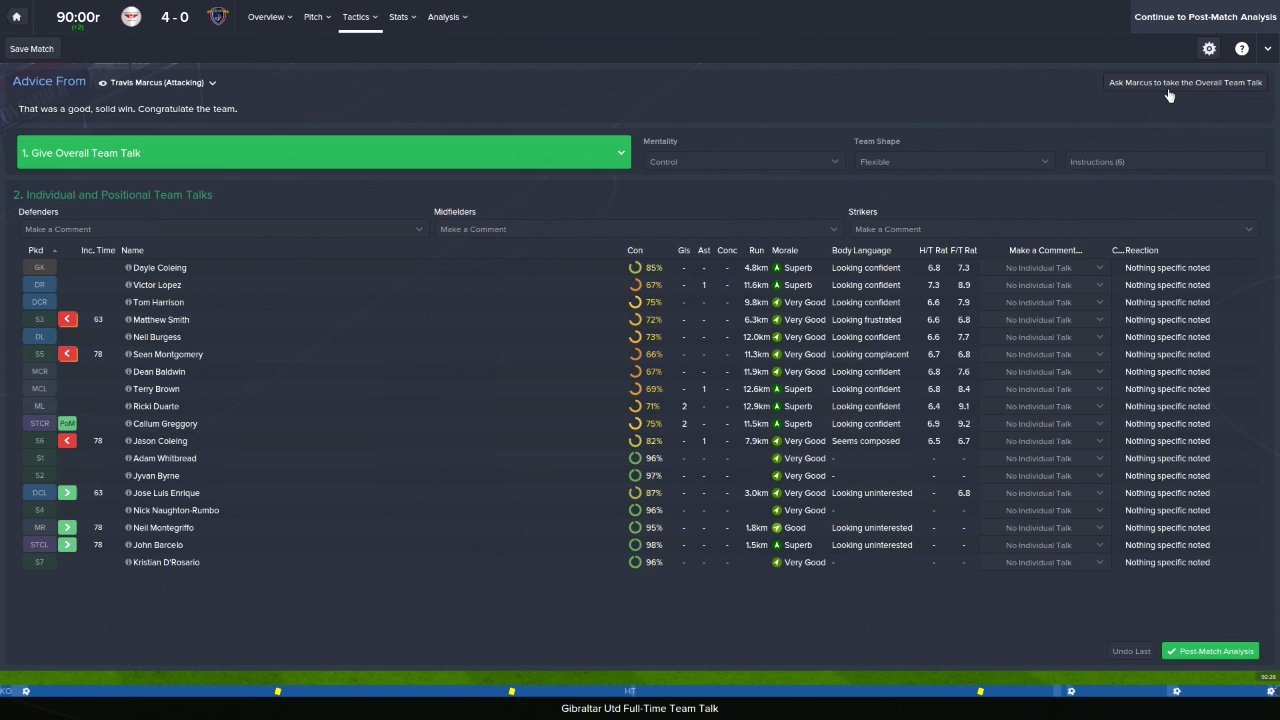 90:00r 4 - 0 Overview Pitch Tactics Stats Analysis Continue to Post-Match Analysis
(+2)
Save Match
Advice From Travis Marcus (Attacking) Ask Marcus to take the Overall Team Talk
That was a good, solid win. Congratulate the team.
1. Give Overall Team Talk
Mentality Team Shape
Control Flexible Instructions (6)
2. Individual and Positional Team Talks
Defenders Midfielders Strikers
Make a Comment Make a Comment Make a Comment
Pkd Inc. Time Name Con Gls Ast Conc Run Morale Body Language H/T Rat F/T Rat Make a Comment... C... Reaction
GK Dayle Coleing 85% - - - 4.8km Superb Looking confident 6.8 7.3 No Individual Talk Nothing specific noted
DR Victor Lopez 67% - 1 - 11.6km Superb Looking confident 7.3 8.9 No Individual Talk Nothing specific noted
DCR Tom Harrison 75% - - - 9.8km Very Good Looking confident 6.6 7.9 No Individual Talk Nothing specific noted
S3 63 Matthew Smith 72% - - - 6.3km Very Good Looking frustrated 6.6 6.8 No Individual Talk Nothing specific noted
DL Neil Burgess 73% - - - 12.0km Very Good Looking confident 6.6 7.7 No Individual Talk Nothing specific noted
S5 78 Sean Montgomery 66% - - - 11.3km Very Good Looking complacent 6.7 6.8 No Individual Talk Nothing specific noted
MCR Dean Baldwin 67% - - - 11.9km Very Good Looking confident 6.8 7.6 No Individual Talk Nothing specific noted
MCL Terry Brown 69% - 1 - 12.6km Superb Looking confident 6.8 8.4 No Individual Talk Nothing specific noted
ML Ricki Duarte 71% 2 - - 12.9km Superb Looking confident 6.4 9.1 No Individual Talk Nothing specific noted
STCR PoM Callum Greggory 75% 2 - - 11.5km Superb Looking confident 6.9 9.2 No Individual Talk Nothing specific noted
S6 78 Jason Coleing 82% - 1 - 7.9km Very Good Seems composed 6.5 6.7 No Individual Talk Nothing specific noted
S1 Adam Whitbread 96% Very Good - No Individual Talk Nothing specific noted
S2 Jyvan Byrne 97% Very Good - No Individual Talk Nothing specific noted
DCL 63 Jose Luis Enrique 87% - - - 3.0km Very Good Looking uninterested - 6.8 No Individual Talk Nothing specific noted
S4 Nick Naughton-Rumbo 96% Very Good - - - No Individual Talk Nothing specific noted
MR 78 Neil Montegriffo 95% - - - 1.8km Good Looking uninterested - - No Individual Talk Nothing specific noted
STCL 78 John Barcelo 98% - - - 1.5km Superb Looking uninterested - - No Individual Talk Nothing specific noted
S7 Kristian D'Rosario 96% Very Good - - - No Individual Talk Nothing specific noted
Undo Last Post-Match Analysis
92:20
KO HT
Gibraltar Utd Full-Time Team Talk